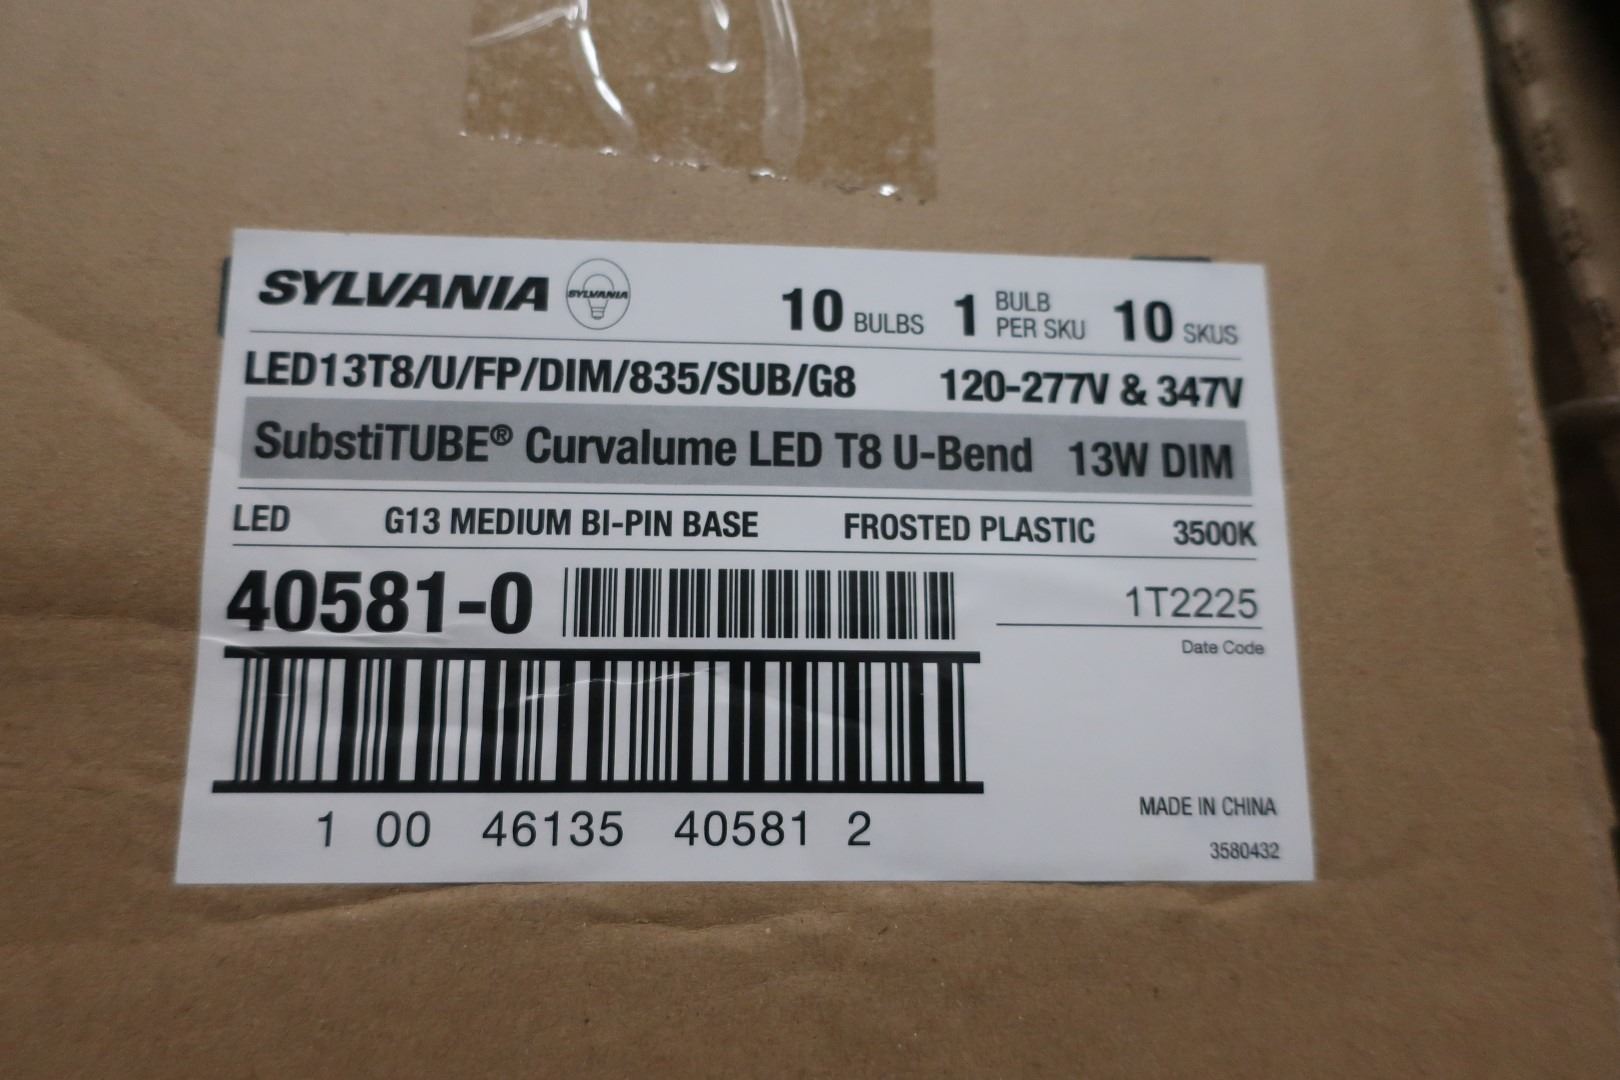 SYLVANIA SYLVANIA 10 BULBS 1 BULB PER SKU 10 SKUS
LED13T8/U/FP/DIM/835/SUB/G8 120-277V & 347V
SubstiTUBE® Curvalume LED T8 U-Bend 13W DIM
LED G13 MEDIUM BI-PIN BASE FROSTED PLASTIC 3500K
40581-0 1T2225
Date Code
1 00 46135 40581 2
MADE IN CHINA
3580432